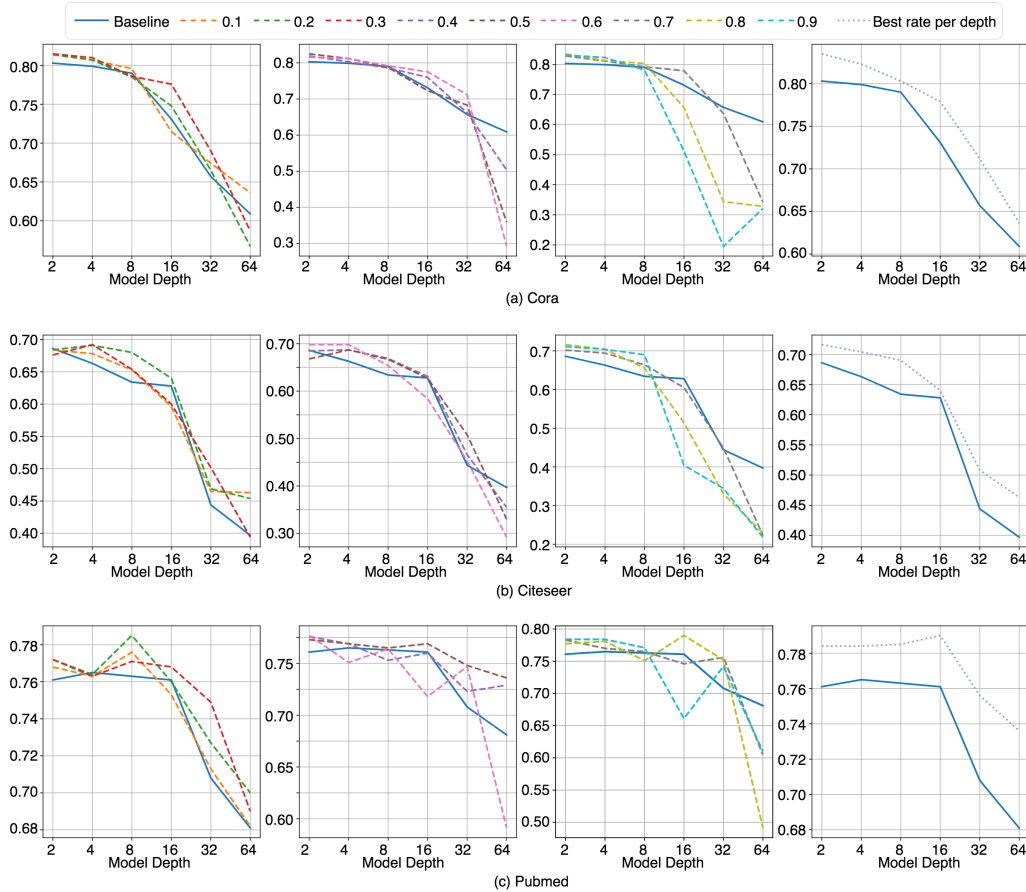 Baseline 0.1 0.2 0.3 0.4 0.5 0.6 0.7 0.8 0.9 Best rate per depth
0.80 0.75 0.70 0.65 0.60
2 4 8 16 32 64
Model Depth
0.8 0.7 0.6 0.5 0.4 0.3
2 4 8 16 32 64
Model Depth
0.8 0.7 0.6 0.5 0.4 0.3 0.2
2 4 8 16 32 64
Model Depth
0.80 0.75 0.70 0.65 0.60
2 4 8 16 32 64
Model Depth
(a) Cora
0.70 0.65 0.60 0.55 0.50 0.45 0.40
2 4 8 16 32 64
Model Depth
0.70 0.60 0.50 0.40 0.30
2 4 8 16 32 64
Model Depth
0.7 0.6 0.5 0.4 0.3 0.2
2 4 8 16 32 64
Model Depth
0.70 0.65 0.60 0.55 0.50 0.45 0.40
2 4 8 16 32 64
Model Depth
(b) Citeseer
0.78 0.76 0.74 0.72 0.70 0.68
2 4 8 16 32 64
Model Depth
0.75 0.70 0.75 0.60
2 4 8 16 32 64
Model Depth
0.80 0.75 0.70 0.65 0.60 0.55 0.50
2 4 8 16 32 64
Model Depth
0.78 0.76 0.74 0.72 0.70 0.68
2 4 8 16 32 64
Model Depth
(c) Pubmed